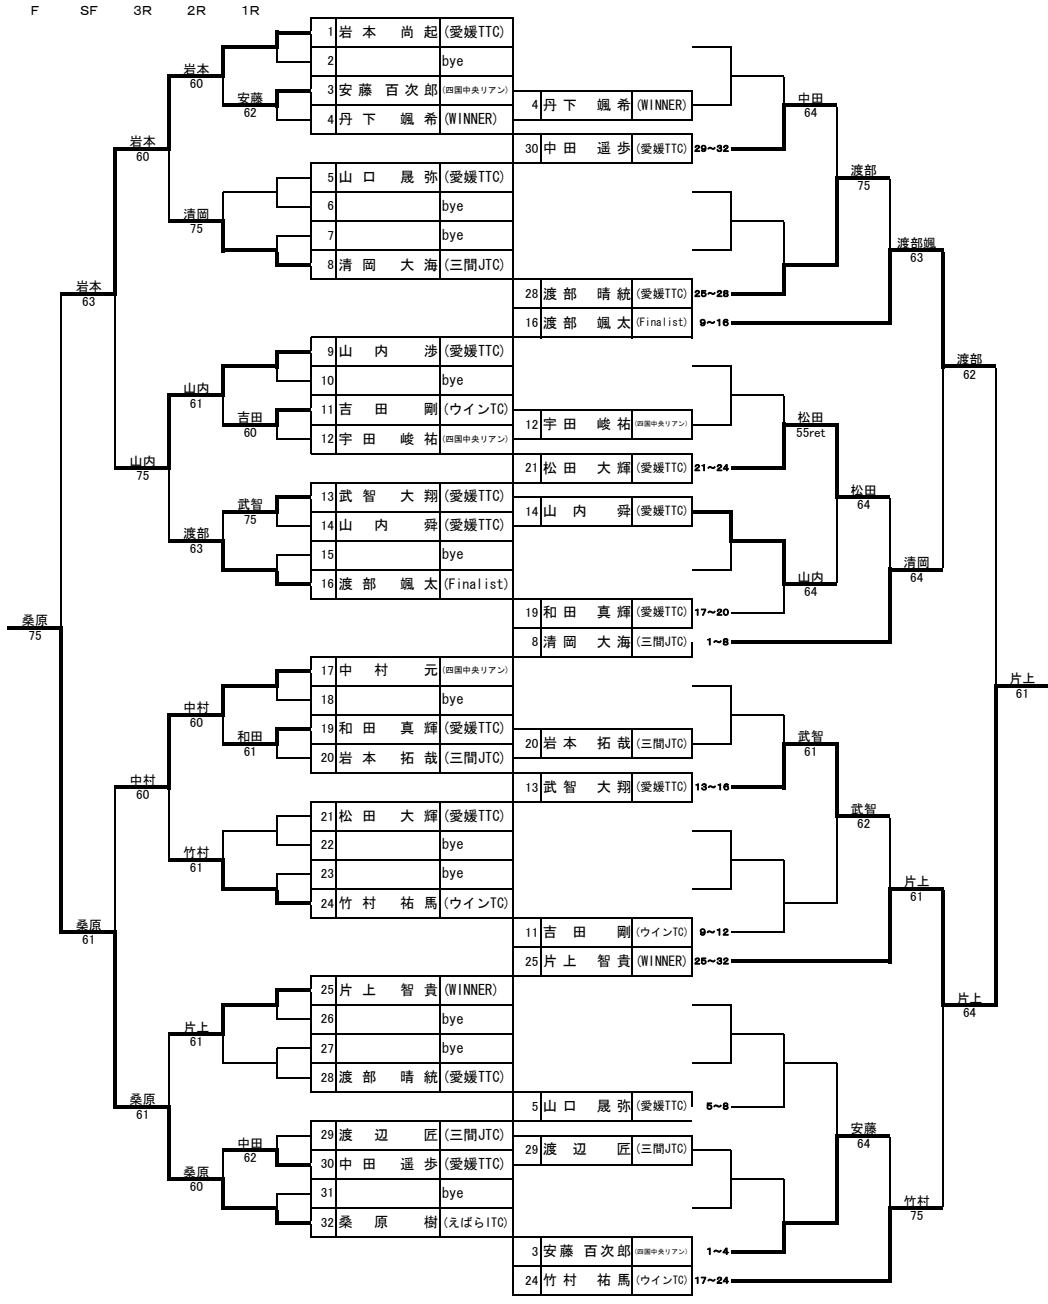 F SF 3R 2R 1R
1 岩本 尚起 (愛媛TTC)
2 bye
岩本
60
3 安藤 百次郎 (四国中央リアン)
安藤
62
4 丹下 颯希 (WINNER)
4 丹下 颯希 (WINNER)
中田
64
岩本
60
30 中田 遥歩 (愛媛TTC) 29~32
5 山口 晟弥 (愛媛TTC)
渡部
75
6 bye
清岡
75
7 bye
渡部颯
63
8 清岡 大海 (三間JTC)
岩本
63
28 渡部 晴統 (愛媛TTC) 25~28
16 渡部 颯太 (Finalist) 9~16
9 山内 渉 (愛媛TTC)
渡部
62
10 bye
山内
61
11 吉田 剛 (ウインTC)
吉田
60
12 宇田 峻祐 (四国中央リアン)
12 宇田 峻祐 (四国中央リアン)
松田
55ret
山内
75
21 松田 大輝 (愛媛TTC) 21~24
13 武智 大翔 (愛媛TTC)
武智
75
松田
64
14 山内 舜 (愛媛TTC)
14 山内 舜 (愛媛TTC)
渡部
63
15 bye
清岡
64
16 渡部 颯太 (Finalist)
山内
64
19 和田 真輝 (愛媛TTC) 17~20
桑原
75
8 清岡 大海 (三間JTC) 1~8
17 中村 元 (四国中央リアン)
片上
61
18 bye
中村
60
19 和田 真輝 (愛媛TTC)
和田
61
20 岩本 拓哉 (三間JTC)
20 岩本 拓哉 (三間JTC)
武智
61
中村
60
13 武智 大翔 (愛媛TTC) 13~16
21 松田 大輝 (愛媛TTC)
武智
62
22 bye
竹村
61
23 bye
片上
61
24 竹村 祐馬 (ウインTC)
桑原
61
11 吉田 剛 (ウインTC) 9~12
25 片上 智貴 (WINNER) 25~32
25 片上 智貴 (WINNER)
片上
64
26 bye
片上
61
27 bye
28 渡部 晴統 (愛媛TTC)
桑原
61
5 山口 晟弥 (愛媛TTC) 5~8
29 渡辺 匠 (三間JTC)
中田
62
29 渡辺 匠 (三間JTC)
安藤
64
30 中田 遥歩 (愛媛TTC)
桑原
60
31 bye
竹村
75
32 桑原 樹 (えばらITC)
3 安藤 百次郎 (四国中央リアン) 1~4
24 竹村 祐馬 (ウインTC) 17~24